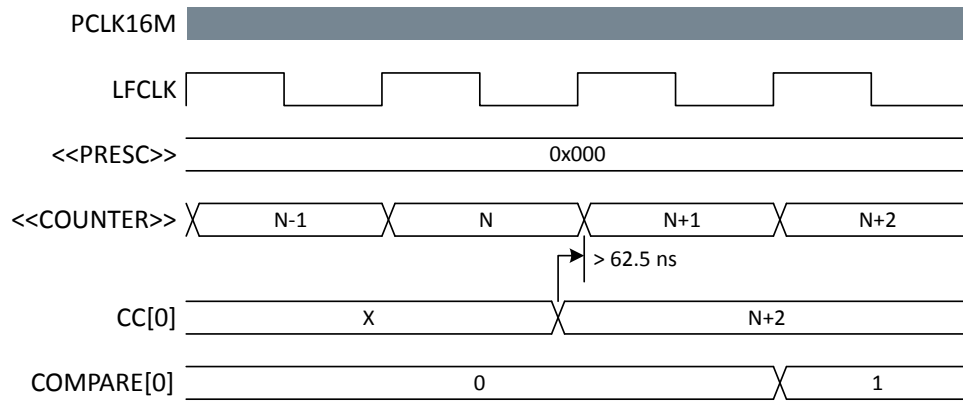 PCLK16M
LFCLK
<<PRESC>> 0x000
<<COUNTER>> N-1 N N+1 N+2
> 62.5 ns
CC[0] X N+2
COMPARE[0] 0 1